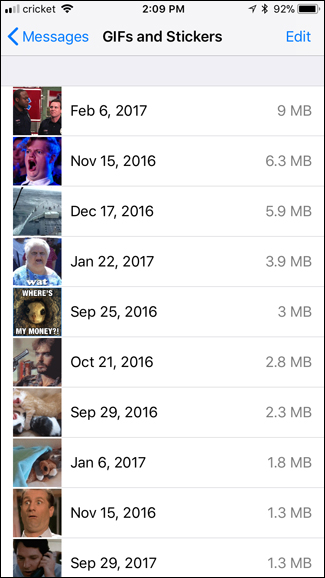 cricket 2:09 PM 92%
Messages GIFs and Stickers Edit
Feb 6, 2017 9 MB
Nov 15, 2016 6.3 MB
Dec 17, 2016 5.9 MB
Jan 22, 2017 3.9 MB
wat
Sep 25, 2016 3 MB
WHERE'S
MY MONEY?!
Oct 21, 2016 2.8 MB
Sep 29, 2016 2.3 MB
Jan 6, 2017 1.8 MB
Nov 15, 2016 1.3 MB
Sep 29, 2017 1.3 MB